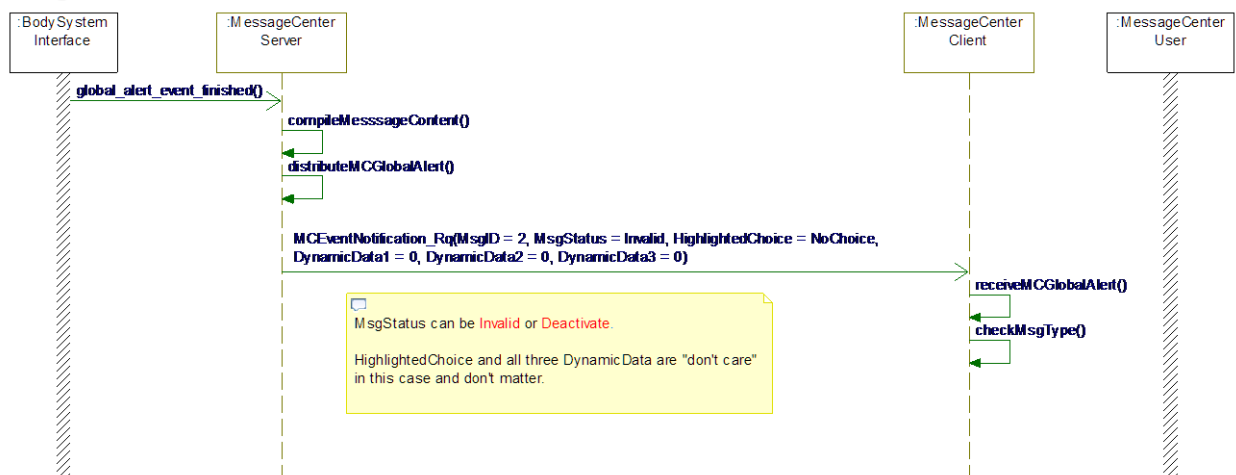 :BodySystem
Interface
:MessageCenter
Server
:MessageCenter
Client
:MessageCenter
User
global_alert_event_finished()
compileMesssageContent()
distributeMCGlobalAlert()
MCEventNotification_Rq(MsgID = 2, MsgStatus = Invalid, HighlightedChoice = NoChoice,
DynamicData1 = 0, DynamicData2 = 0, DynamicData3 = 0)
receiveMCGlobalAlert()
MsgStatus can be Invalid or Deactivate.
checkMsgType()
HighlightedChoice and all three DynamicData are "don't care"
in this case and don't matter.